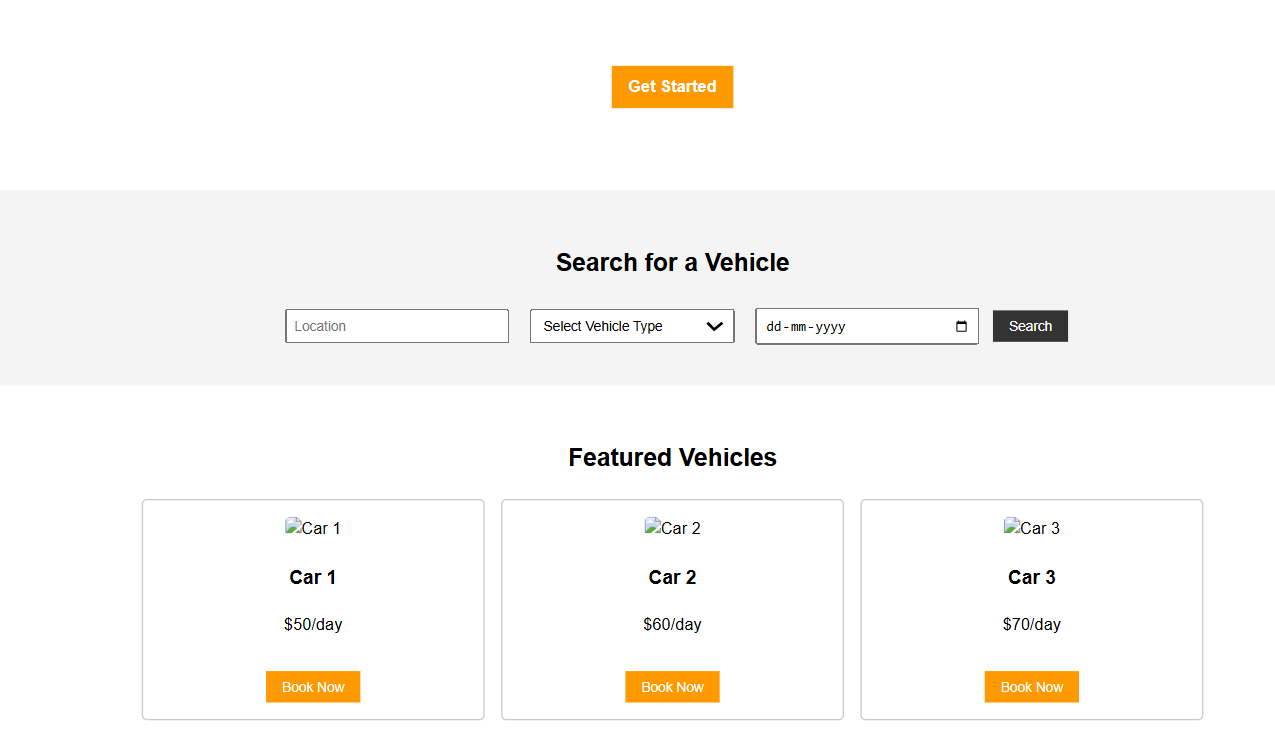 Get Started
Search for a Vehicle
Location Select Vehicle Type dd-mm-yyyy Search
Featured Vehicles
Car 1 Car 2 Car 3
Car 1 Car 2 Car 3
$50/day $60/day $70/day
Book Now Book Now Book Now